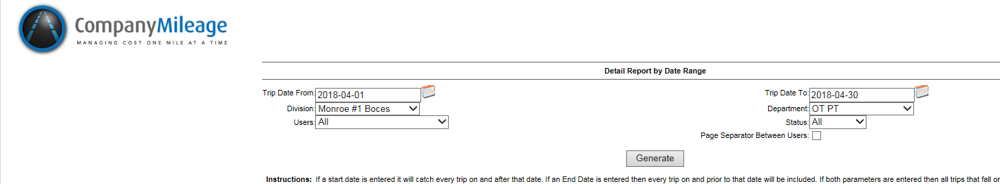 CompanyMileage
MANAGING COST ONE MILE AT A TIME
Detail Report by Date Range
Trip Date From: 2018-04-01 Trip Date To: 2018-04-30
Division: Monroe #1 Boces Department: OT PT
Users: All Status: All
Page Separator Between Users:
Generate
Instructions: If a start date is entered it will catch every trip on and after that date. If an End Date is entered then every trip on and prior to that date will be included. If both parameters are entered then all trips that fall or